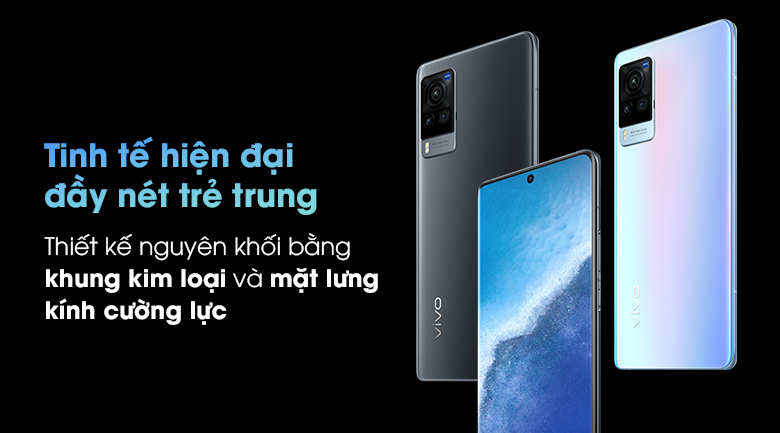 Tinh tế hiện đại
đầy nét trẻ trung
Thiết kế nguyên khối bằng
khung kim loại và mặt lưng
kính cường lực
vivo
vivo